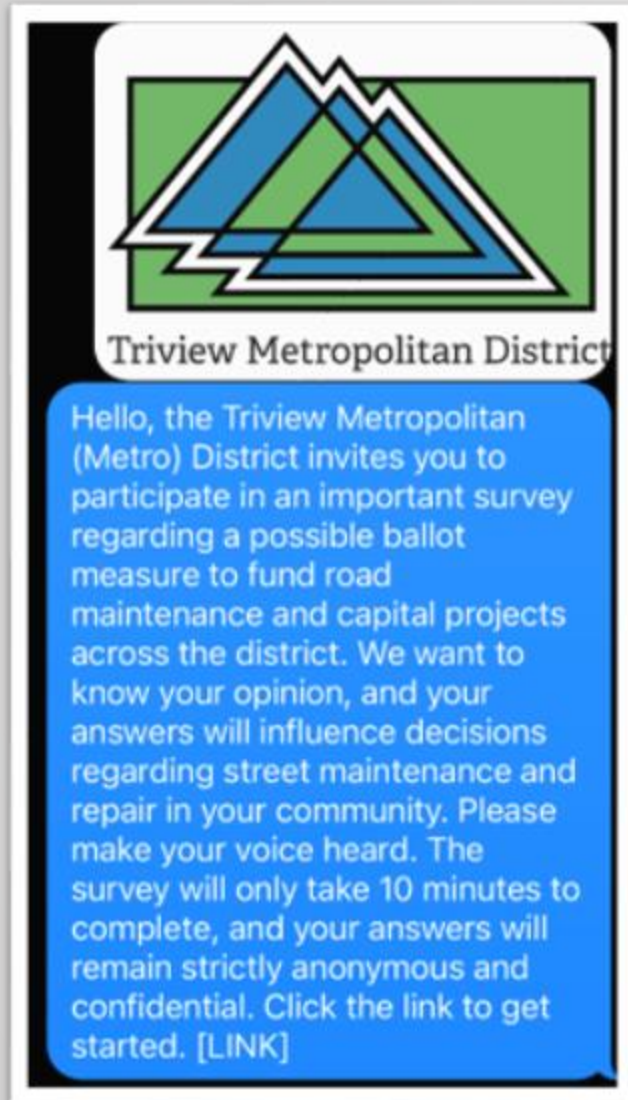 Triview Metropolitan District
Hello, the Triview Metropolitan
(Metro) District invites you to
participate in an important survey
regarding a possible ballot
measure to fund road
maintenance and capital projects
across the district. We want to
know your opinion, and your
answers will influence decisions
regarding street maintenance and
repair in your community. Please
make your voice heard. The
survey will only take 10 minutes to
complete, and your answers will
remain strictly anonymous and
confidential. Click the link to get
started. [LINK]